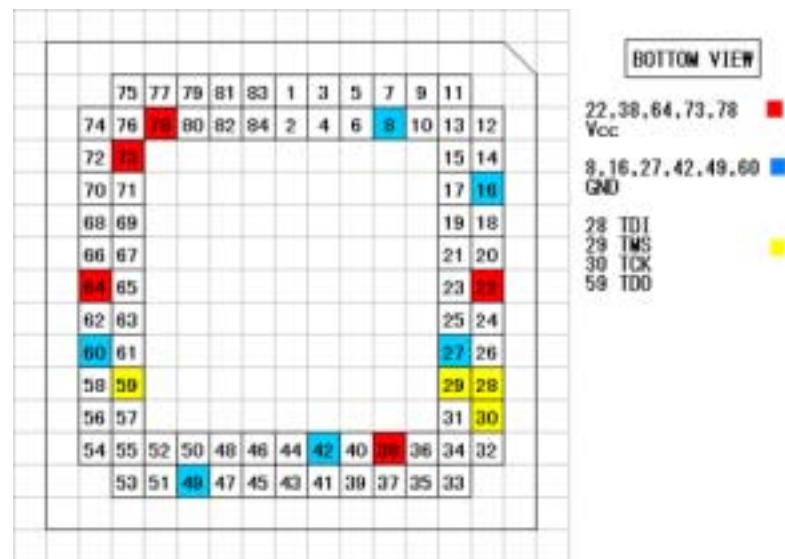 BOTTOM VIEW
75 77 79 81 83 1 3 5 7 9 11
74 76 78 80 82 84 2 4 6 8 10 13 12
72 73 15 14
70 71 17 16
68 69 19 18
66 67 21 20
64 65 23 22
62 63 25 24
60 61 27 26
58 59 29 28
56 57 31 30
54 55 52 50 48 46 44 42 40 38 36 34 32
53 51 49 47 45 43 41 39 37 35 33
22,38,64,73,78
Vcc
8,16,27,42,49,60
GND
28 TDI
29 TMS
30 TCK
59 TDO